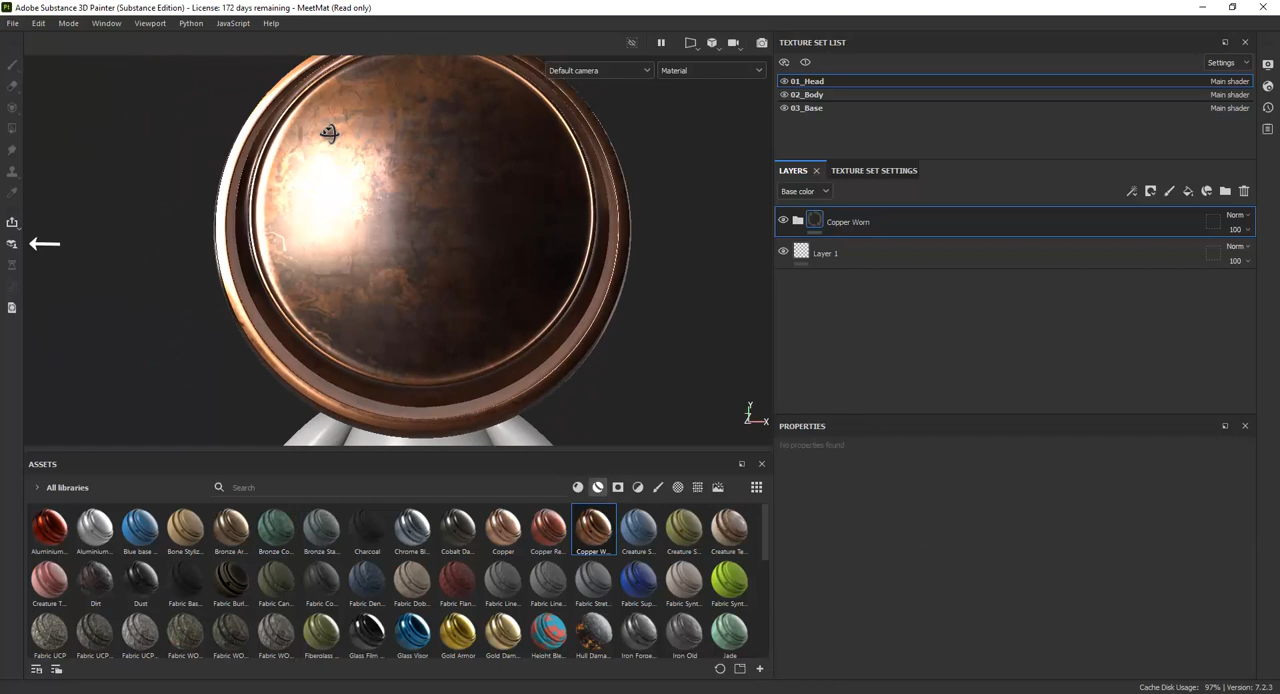 Adobe Substance 3D Painter (Substance Edition) - License: 172 days remaining - MeetMat (Read only)
File Edit Mode Window Viewport Python JavaScript Help
Default camera
Material
TEXTURE SET LIST
Settings
01_Head Main shader
02_Body Main shader
03_Base Main shader
LAYERS
TEXTURE SET SETTINGS
Base color
Copper Worn Norm 100
Layer 1 Norm 100
Y
Z X
PROPERTIES
No properties found
ASSETS
All libraries
Search
Aluminium... Aluminium... Blue base ... Bone Styliz... Bronze Ar... Bronze Co... Bronze Sta... Charcoal Chrome Bl... Cobalt Da... Copper Copper Re... Copper W... Creature S... Creature S... Creature Te...
Creature T... Dirt Dust Fabric Bas... Fabric Burl... Fabric Can... Fabric Co... Fabric Den... Fabric Dob... Fabric Flan... Fabric Line... Fabric Line... Fabric Stret... Fabric Sup... Fabric Synt... Fabric Synt...
Fabric UCP Fabric UCP... Fabric UCP... Fabric WO... Fabric WO... Fabric WO... Fiberglass ... Glass Film ... Glass Visor Gold Armor Gold Dam... Height Ble... Hull Dama... Iron Forge... Iron Old Jade
Cache Disk Usage: 97% | Version: 7.2.3